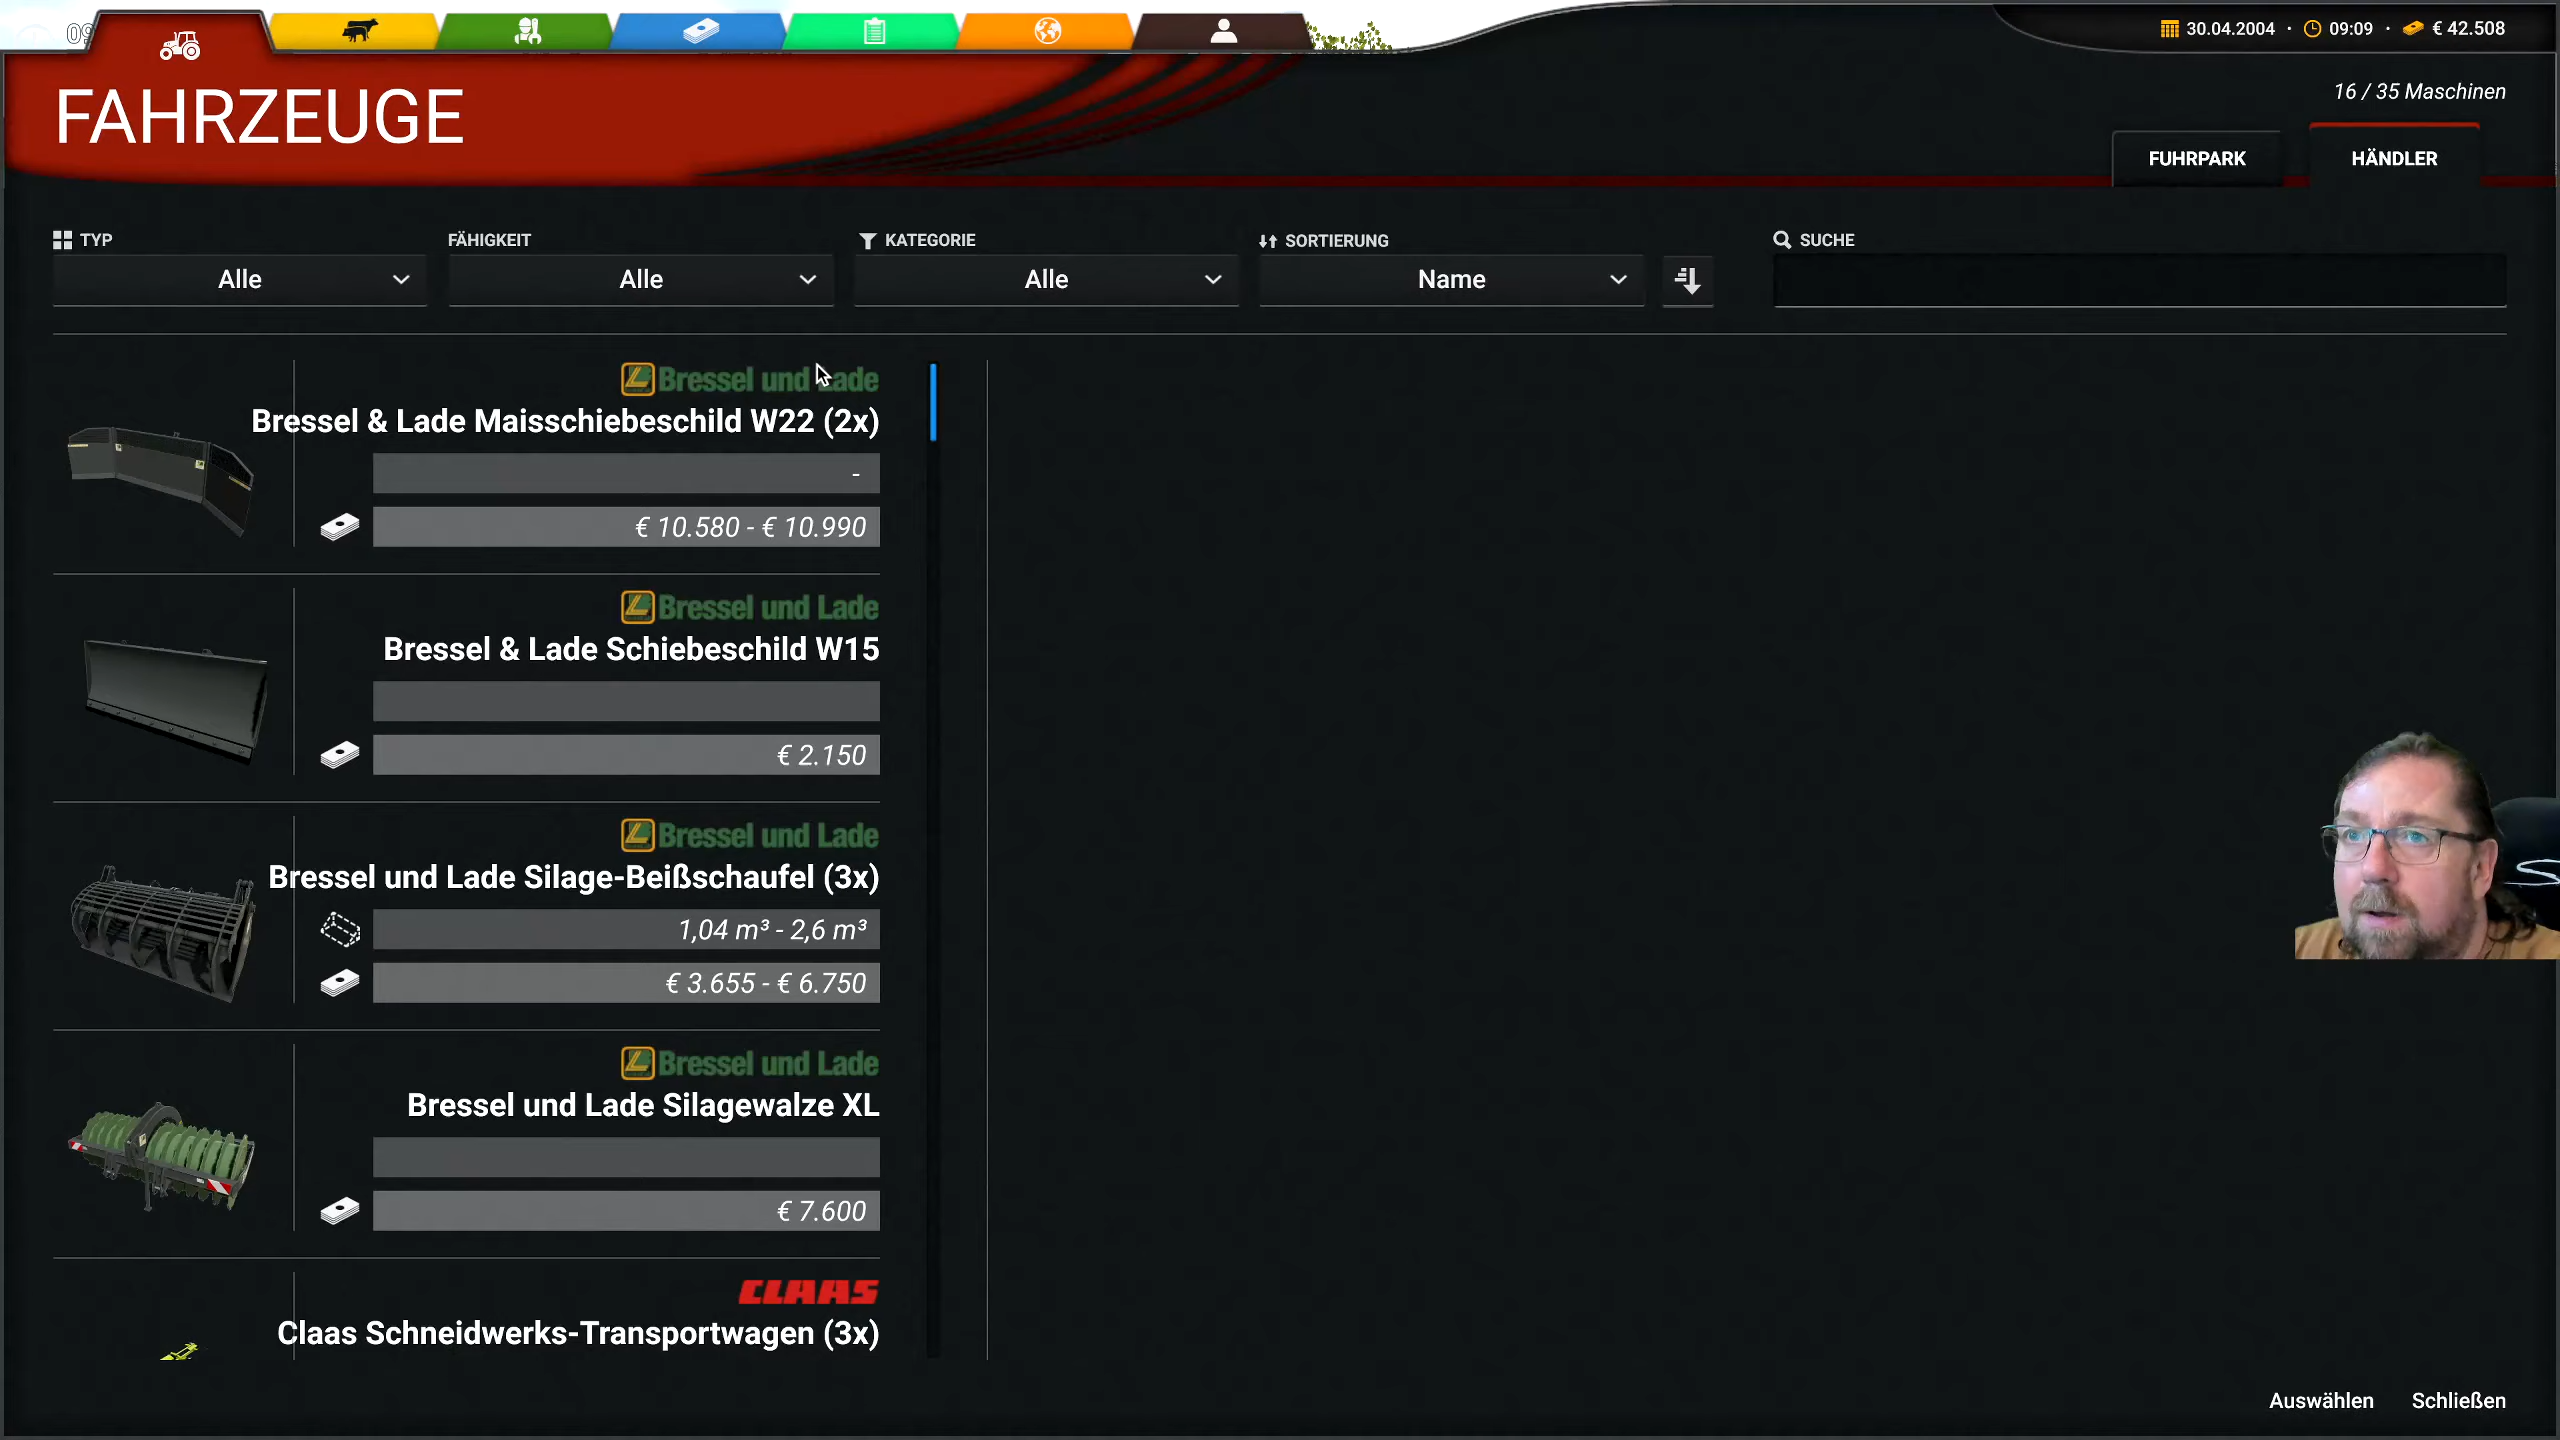 09
30.04.2004 · 09:09 · € 42.508
FAHRZEUGE
16 / 35 Maschinen
FUHRPARK
HÄNDLER
TYP
FÄHIGKEIT
KATEGORIE
SORTIERUNG
SUCHE
Alle
Alle
Alle
Name
Bressel und Lade
Bressel & Lade Maisschiebeschild W22 (2x)
-
€ 10.580 - € 10.990
Bressel und Lade
Bressel & Lade Schiebeschild W15
€ 2.150
Bressel und Lade
Bressel und Lade Silage-Beißschaufel (3x)
1,04 m³ - 2,6 m³
€ 3.655 - € 6.750
Bressel und Lade
Bressel und Lade Silagewalze XL
€ 7.600
CLAAS
Claas Schneidwerks-Transportwagen (3x)
Auswählen
Schließen